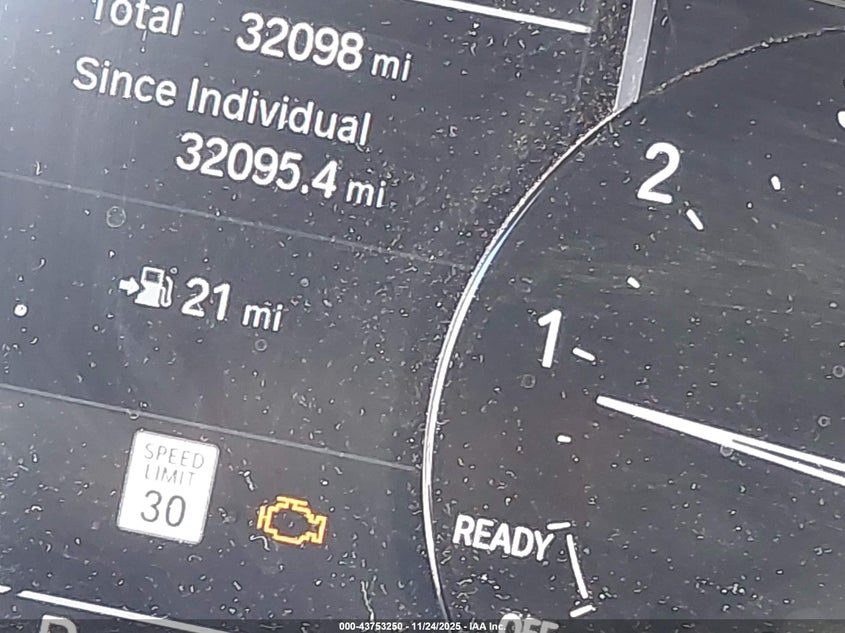 Total 32098 mi
Since Individual
32095.4 mi
21 mi
2
1
SPEED
LIMIT
30
READY
OFF
000-43753250 - 11/24/2025 - IAA Inc.